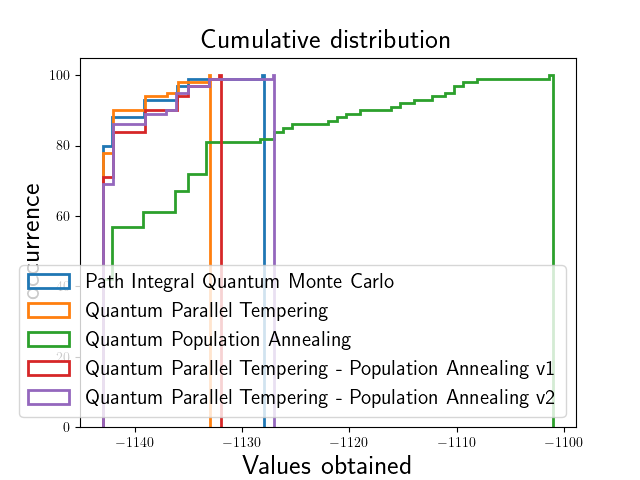 Cumulative distribution
100
80
60
40
20
0
occurrence
Path Integral Quantum Monte Carlo
Quantum Parallel Tempering
Quantum Population Annealing
Quantum Parallel Tempering - Population Annealing v1
Quantum Parallel Tempering - Population Annealing v2
−1140
−1130
−1120
−1110
−1100
Values obtained